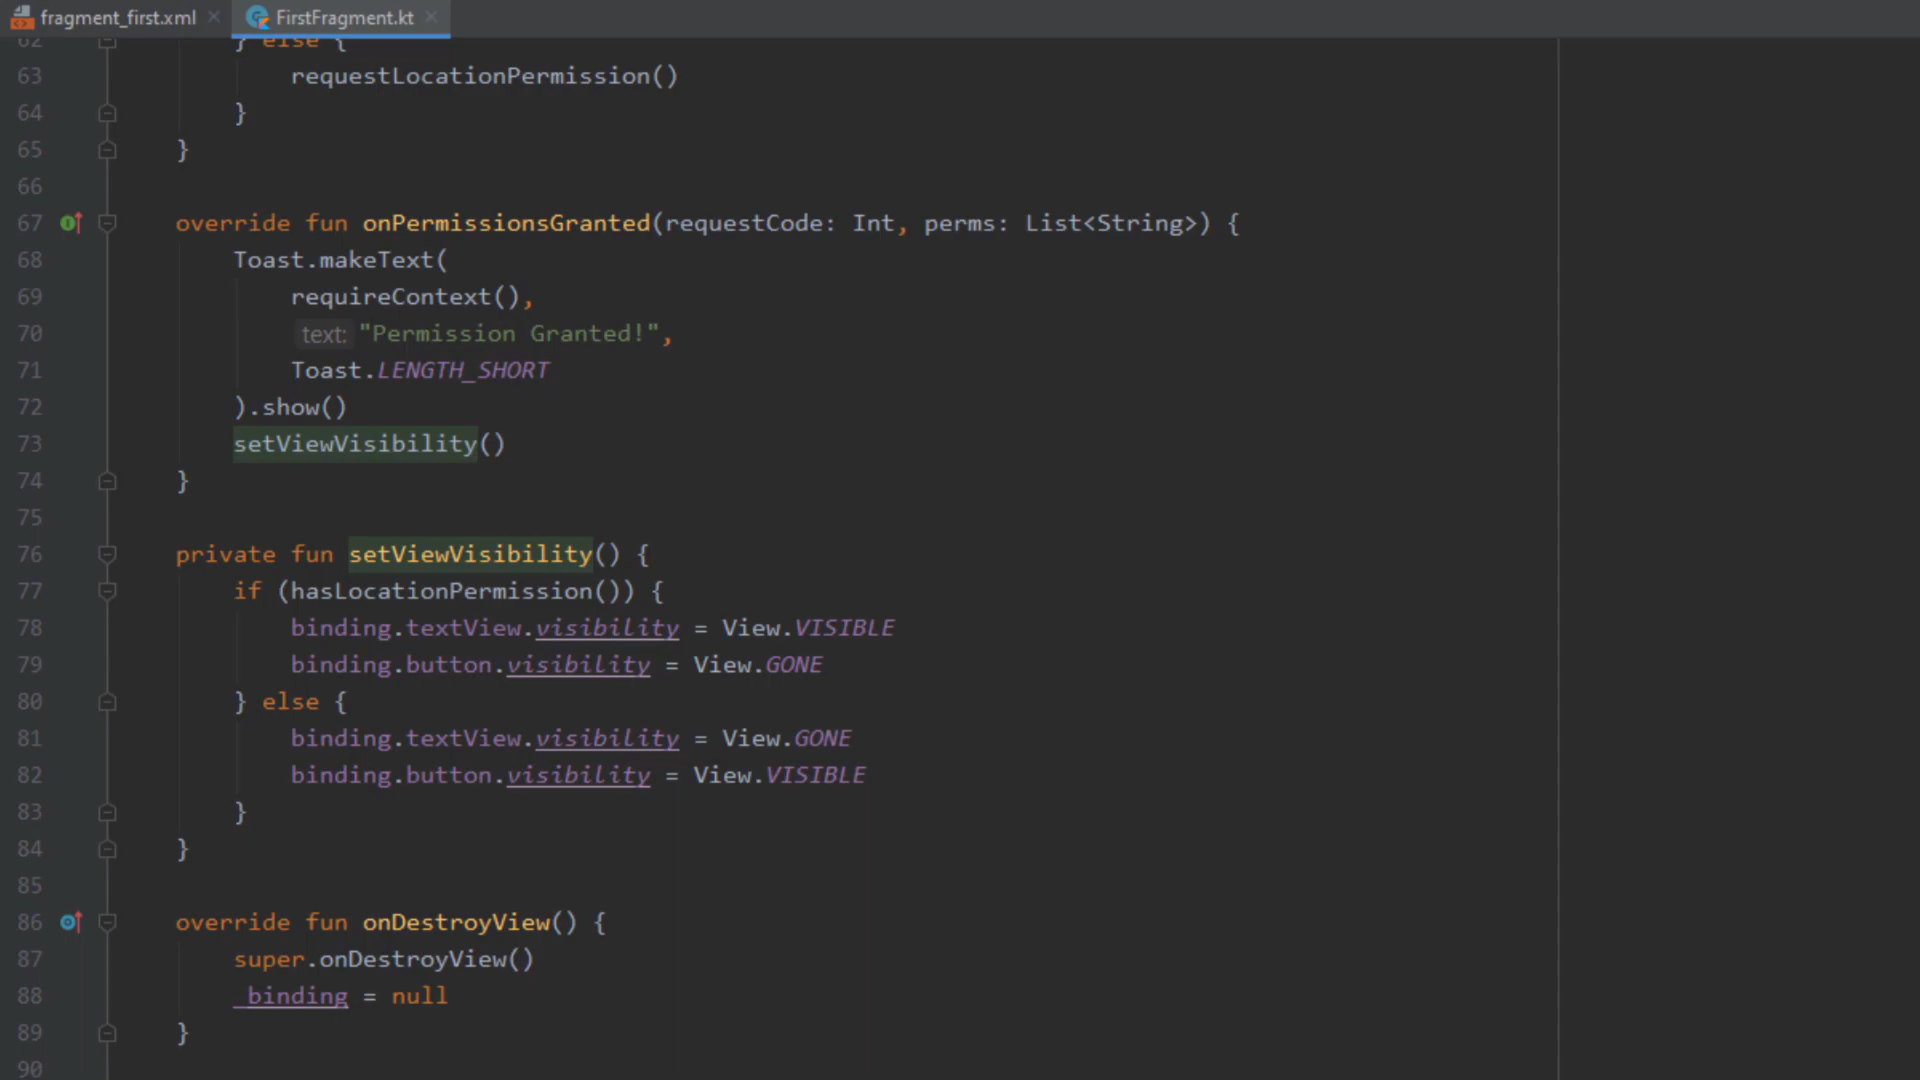 fragment_first.xml FirstFragment.kt
62 } else {
63 requestLocationPermission()
64 }
65 }
66
67 override fun onPermissionsGranted(requestCode: Int, perms: List<String>) {
68 Toast.makeText(
69 requireContext(),
70 text: "Permission Granted!",
71 Toast.LENGTH_SHORT
72 ).show()
73 setViewVisibility()
74 }
75
76 private fun setViewVisibility() {
77 if (hasLocationPermission()) {
78 binding.textView.visibility = View.VISIBLE
79 binding.button.visibility = View.GONE
80 } else {
81 binding.textView.visibility = View.GONE
82 binding.button.visibility = View.VISIBLE
83 }
84 }
85
86 override fun onDestroyView() {
87 super.onDestroyView()
88 _binding = null
89 }
90